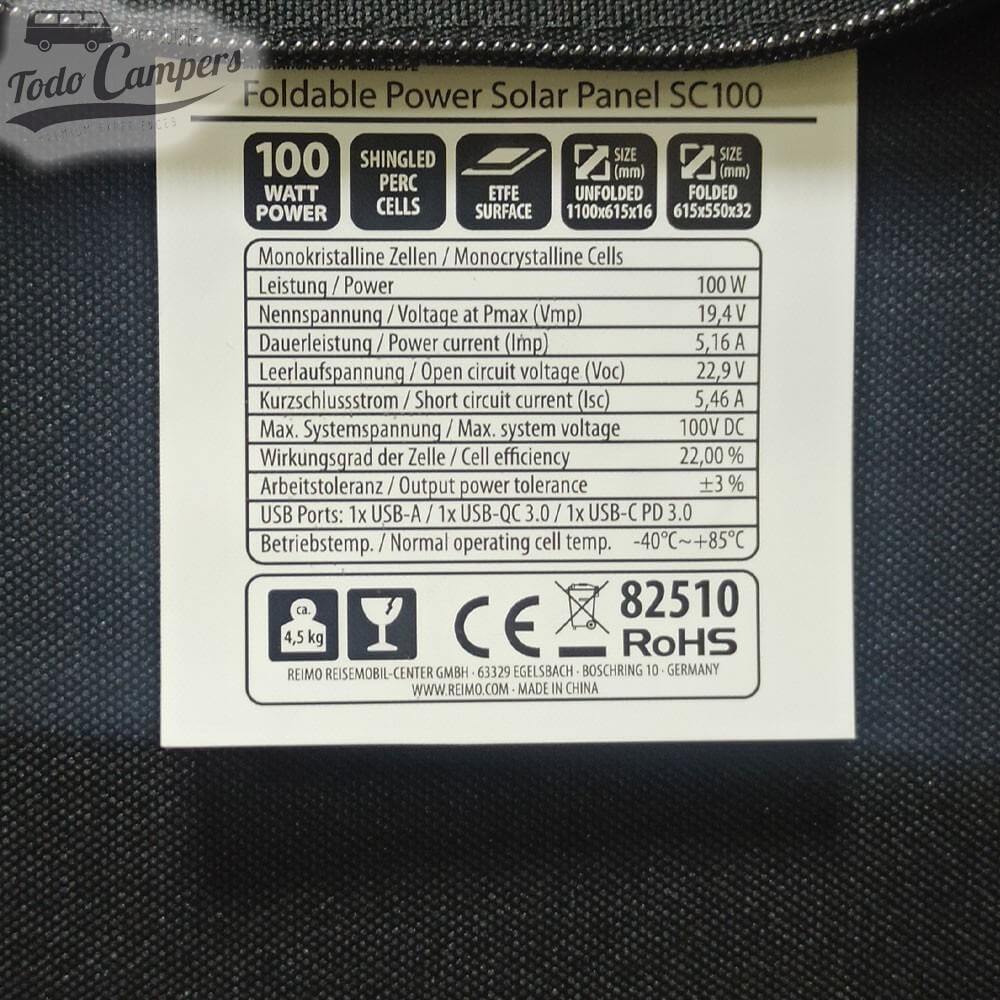 Todo Campers
PREMIUM EXPERIENCES
Foldable Power Solar Panel SC100
100
WATT
POWER
SHINGLED
PERC
CELLS
ETFE
SURFACE
SIZE
(mm)
UNFOLDED
1100x615x16
SIZE
(mm)
FOLDED
615x550x32
Monokristalline Zellen / Monocrystalline Cells
Leistung / Power 100 W
Nennspannung / Voltage at Pmax (Vmp) 19,4 V
Dauerleistung / Power current (Imp) 5,16 A
Leerlaufspannung / Open circuit voltage (Voc) 22,9 V
Kurzschlussstrom / Short circuit current (Isc) 5,46 A
Max. Systemspannung / Max. system voltage 100V DC
Wirkungsgrad der Zelle / Cell efficiency 22,00 %
Arbeitstoleranz / Output power tolerance ±3 %
USB Ports: 1x USB-A / 1x USB-QC 3.0 / 1x USB-C PD 3.0
Betriebstemp. / Normal operating cell temp. -40°C~+85°C
ca.
4,5 kg
CE
82510
RoHS
REIMO REISEMOBIL-CENTER GMBH · 63329 EGELSBACH · BOSCHRING 10 · GERMANY
WWW.REIMO.COM · MADE IN CHINA